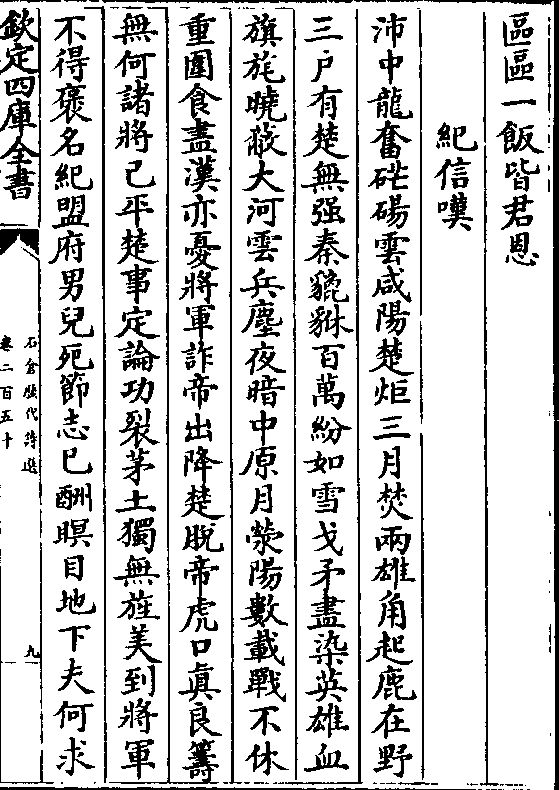 區區一飯皆君恩
紀信嘆
沛中龍奮硭碭雲咸陽楚炬三月焚兩雄角起鹿在野
三户有楚無强秦貔貅百萬紛如雪戈矛盡染英雄血
旗旄曉蔽大河雲兵塵夜暗中原月滎陽數載戰不休
重圍食盡漢亦憂將軍詐帝出降楚脫帝虎口真良籌
無何諸將已平楚事定論功裂茅土獨無旌美到將軍
不得褒名紀盟府男兒死節志已酬瞑目地下夫何求
欽定四庫全書
石倉歷代詩選
卷二百五十
九